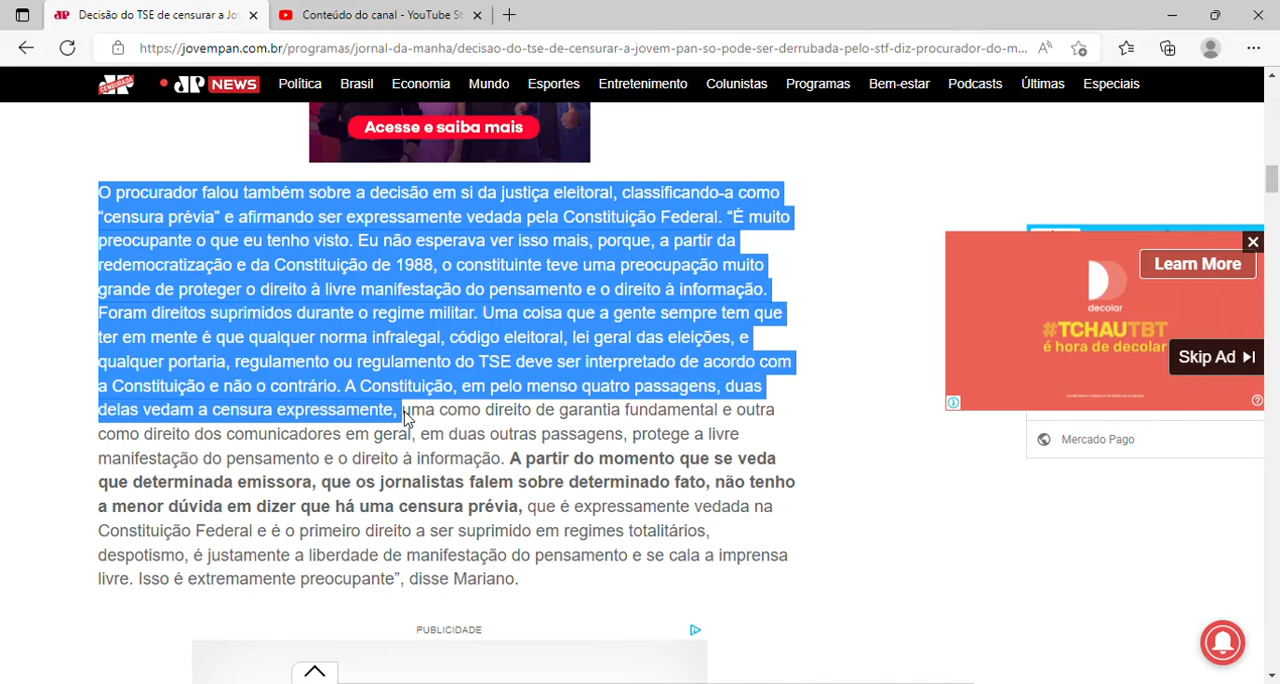 Decisão do TSE de censurar a Jo
Conteúdo do canal - YouTube St
https://jovempan.com.br/programas/jornal-da-manha/decisao-do-tse-de-censurar-a-jovem-pan-so-pode-ser-derrubada-pelo-stf-diz-procurador-do-m...
CENSURADA JP NEWS Política Brasil Economia Mundo Esportes Entretenimento Colunistas Programas Bem-estar Podcasts Últimas Especiais
Acesse e saiba mais
O procurador falou também sobre a decisão em si da justiça eleitoral, classificando-a como
“censura prévia” e afirmando ser expressamente vedada pela Constituição Federal. “É muito
preocupante o que eu tenho visto. Eu não esperava ver isso mais, porque, a partir da
redemocratização e da Constituição de 1988, o constituinte teve uma preocupação muito
grande de proteger o direito à livre manifestação do pensamento e o direito à informação.
Foram direitos suprimidos durante o regime militar. Uma coisa que a gente sempre tem que
ter em mente é que qualquer norma infralegal, código eleitoral, lei geral das eleições, e
qualquer portaria, regulamento ou regulamento do TSE deve ser interpretado de acordo com
a Constituição e não o contrário. A Constituição, em pelo menso quatro passagens, duas
delas vedam a censura expressamente, uma como direito de garantia fundamental e outra
como direito dos comunicadores em geral, em duas outras passagens, protege a livre
manifestação do pensamento e o direito à informação. A partir do momento que se veda
que determinada emissora, que os jornalistas falem sobre determinado fato, não tenho
a menor dúvida em dizer que há uma censura prévia, que é expressamente vedada na
Constituição Federal e é o primeiro direito a ser suprimido em regimes totalitários,
despotismo, é justamente a liberdade de manifestação do pensamento e se cala a imprensa
livre. Isso é extremamente preocupante”, disse Mariano.
PUBLICIDADE
Learn More
decolar
#TCHAUTBT
é hora de decolar
Skip Ad
Mercado Pago